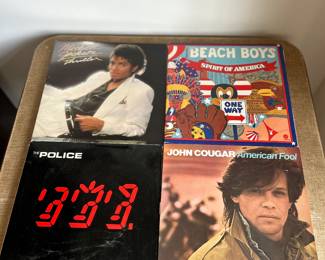 Michael
Jackson
Thriller
BEACH BOYS
SPIRIT OF AMERICA
ONE
WAY
THE POLICE
JOHN COUGAR American Fool